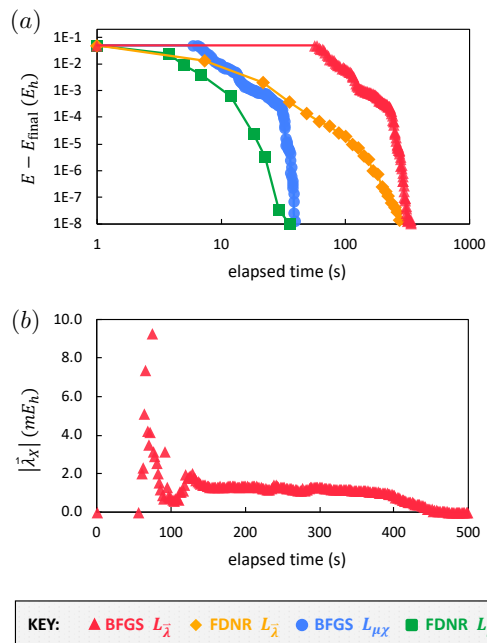 (a)
1E-1
1E-2
1E-3
1E-4
1E-5
1E-6
1E-7
1E-8
E − E_final (E_h)
1 10 100 1000
elapsed time (s)
(b)
10.0
8.0
6.0
4.0
2.0
0.0
|λ⃗_X| (mE_h)
0 100 200 300 400 500
elapsed time (s)
KEY: BFGS L_λ⃗ FDNR L_λ⃗ BFGS L_μχ FDNR L